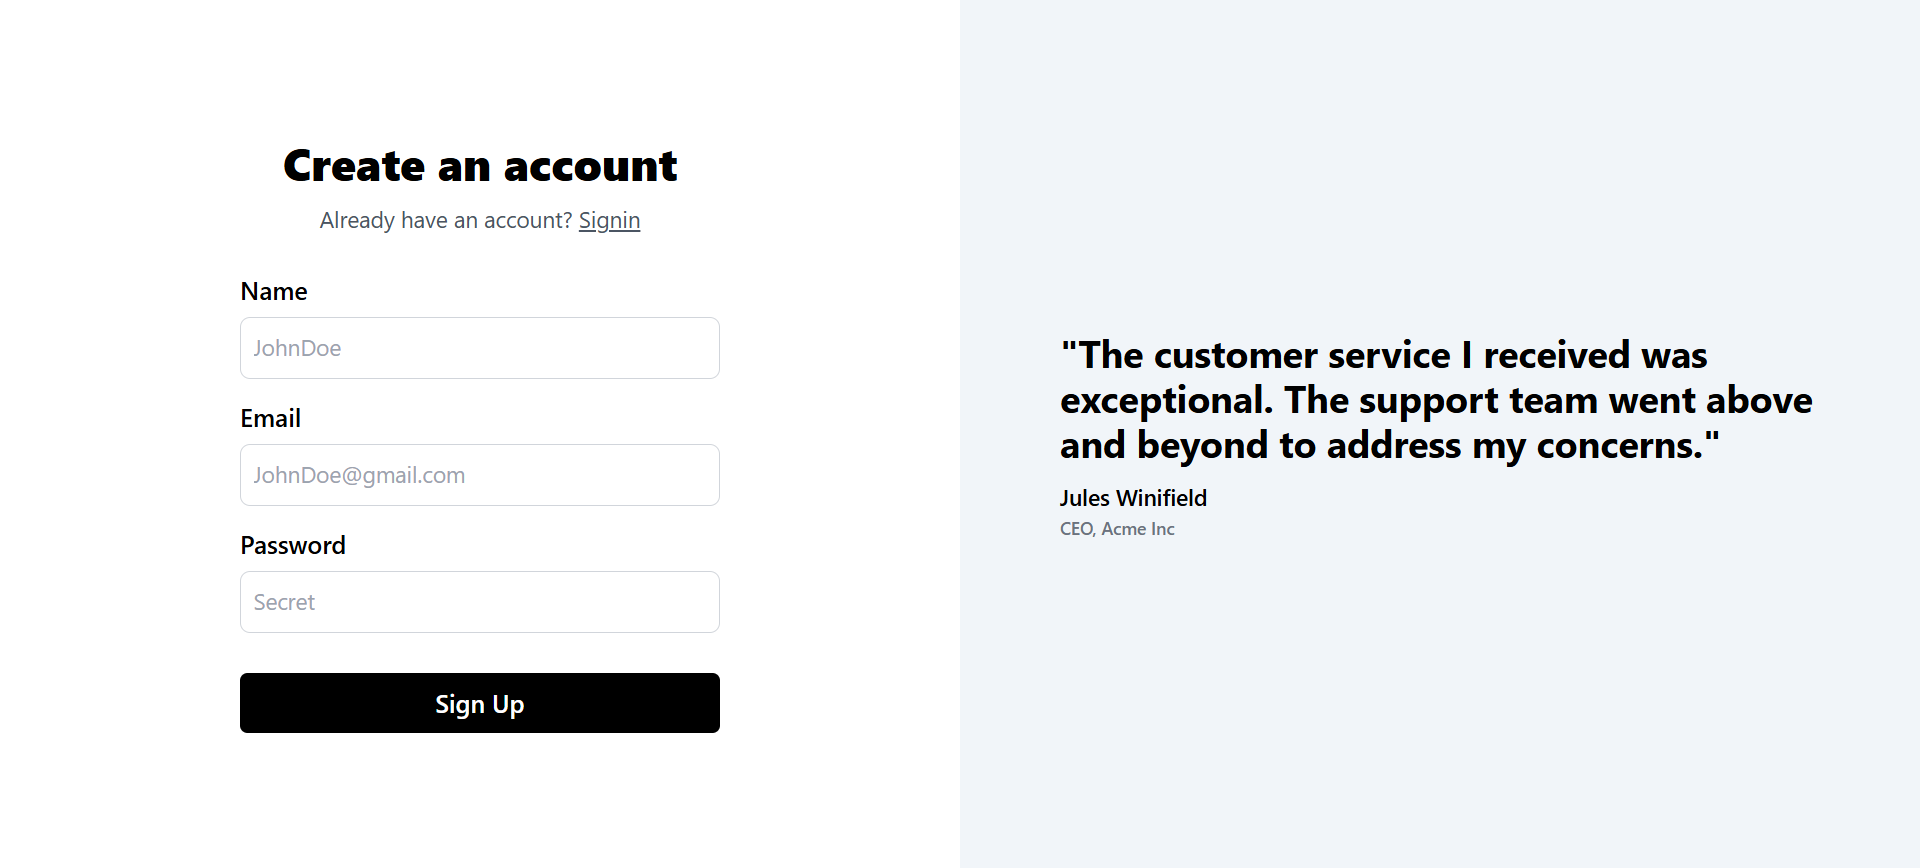 Create an account
Already have an account? Signin
Name
JohnDoe
Email
JohnDoe@gmail.com
Password
Secret
Sign Up
"The customer service I received was
exceptional. The support team went above
and beyond to address my concerns."
Jules Winifield
CEO, Acme Inc